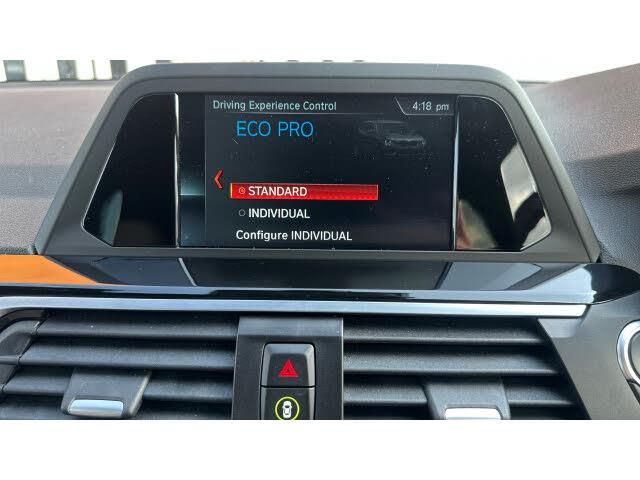 Driving Experience Control 4:18 pm
ECO PRO
STANDARD
INDIVIDUAL
Configure INDIVIDUAL